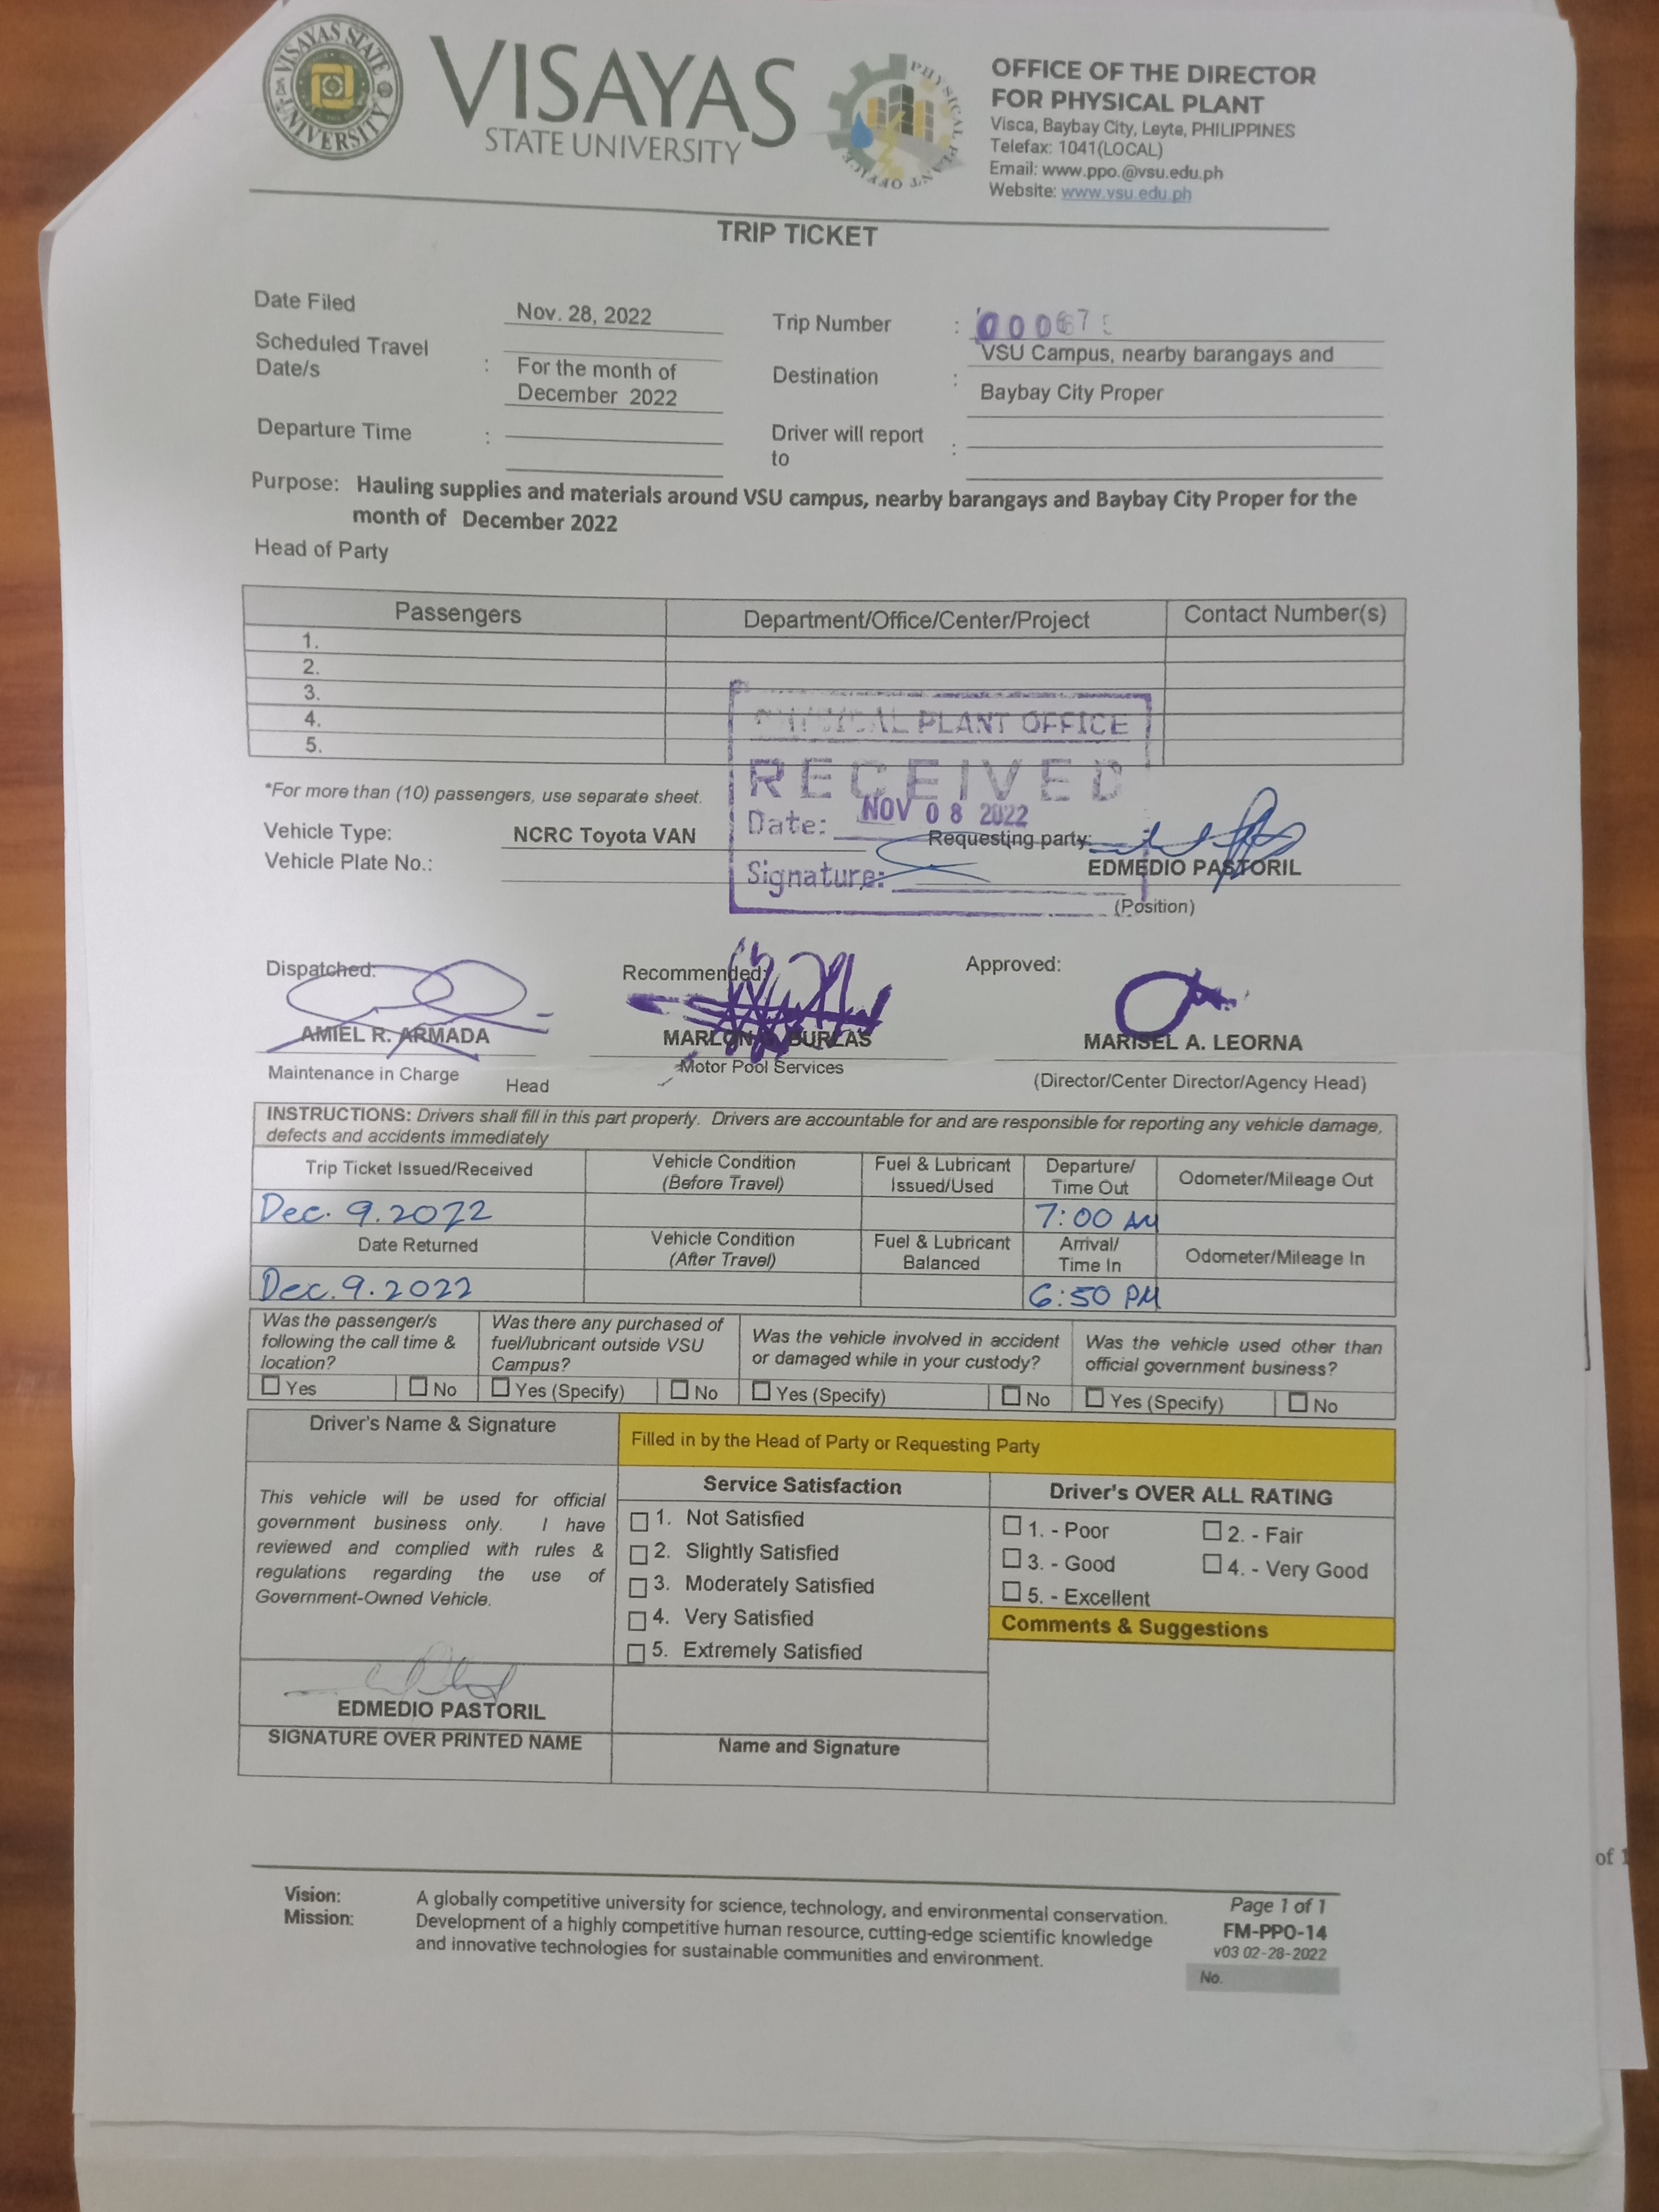 VISAYAS STATE UNIVERSITY
VISAYAS
STATE UNIVERSITY
PHYSICAL PLANT OFFICE
OFFICE OF THE DIRECTOR
FOR PHYSICAL PLANT
Visca, Baybay City, Leyte, PHILIPPINES
Telefax: 1041(LOCAL)
Email: www.ppo.@vsu.edu.ph
Website: www.vsu.edu.ph
TRIP TICKET
Date Filed Nov. 28, 2022 Trip Number :
Scheduled Travel Date/s : For the month of December 2022
Destination : VSU Campus, nearby barangays and
Baybay City Proper
Departure Time : Driver will report to :
Purpose: Hauling supplies and materials around VSU campus, nearby barangays and Baybay City Proper for the
month of December 2022
Head of Party
Passengers Department/Office/Center/Project Contact Number(s)
1.
2.
3.
4.
5.
PLANT OFFICE
RECEIVED
Date: NOV 08 2022
Signature:
*For more than (10) passengers, use separate sheet.
Vehicle Type: NCRC Toyota VAN
Vehicle Plate No.:
Requesting party:
EDMEDIO PASTORIL
(Position)
Dispatched: Recommended: Approved:
AMIEL R. ARMADA MARLON BURLAS MARISEL A. LEORNA
Maintenance in Charge Head Motor Pool Services (Director/Center Director/Agency Head)
INSTRUCTIONS: Drivers shall fill in this part properly. Drivers are accountable for and are responsible for reporting any vehicle damage,
defects and accidents immediately
Trip Ticket Issued/Received Vehicle Condition (Before Travel) Fuel & Lubricant Issued/Used Departure/ Time Out Odometer/Mileage Out
Dec. 9.2022 7:00 AM
Date Returned Vehicle Condition (After Travel) Fuel & Lubricant Balanced Arrival/ Time In Odometer/Mileage In
Dec.9.2022 6:50 PM
Was the passenger/s following the call time & location?
Was there any purchased of fuel/lubricant outside VSU Campus?
Was the vehicle involved in accident or damaged while in your custody?
Was the vehicle used other than official government business?
Yes No Yes (Specify) No Yes (Specify) No Yes (Specify) No
Driver's Name & Signature
Filled in by the Head of Party or Requesting Party
This vehicle will be used for official
government business only. I have
reviewed and complied with rules &
regulations regarding the use of
Government-Owned Vehicle.
Service Satisfaction
1. Not Satisfied
2. Slightly Satisfied
3. Moderately Satisfied
4. Very Satisfied
5. Extremely Satisfied
Driver's OVER ALL RATING
1. - Poor 2. - Fair
3. - Good 4. - Very Good
5. - Excellent
Comments & Suggestions
EDMEDIO PASTORIL
SIGNATURE OVER PRINTED NAME
Name and Signature
of 1
Vision: A globally competitive university for science, technology, and environmental conservation.
Mission: Development of a highly competitive human resource, cutting-edge scientific knowledge
and innovative technologies for sustainable communities and environment.
Page 1 of 1
FM-PPO-14
v03 02-28-2022
No.